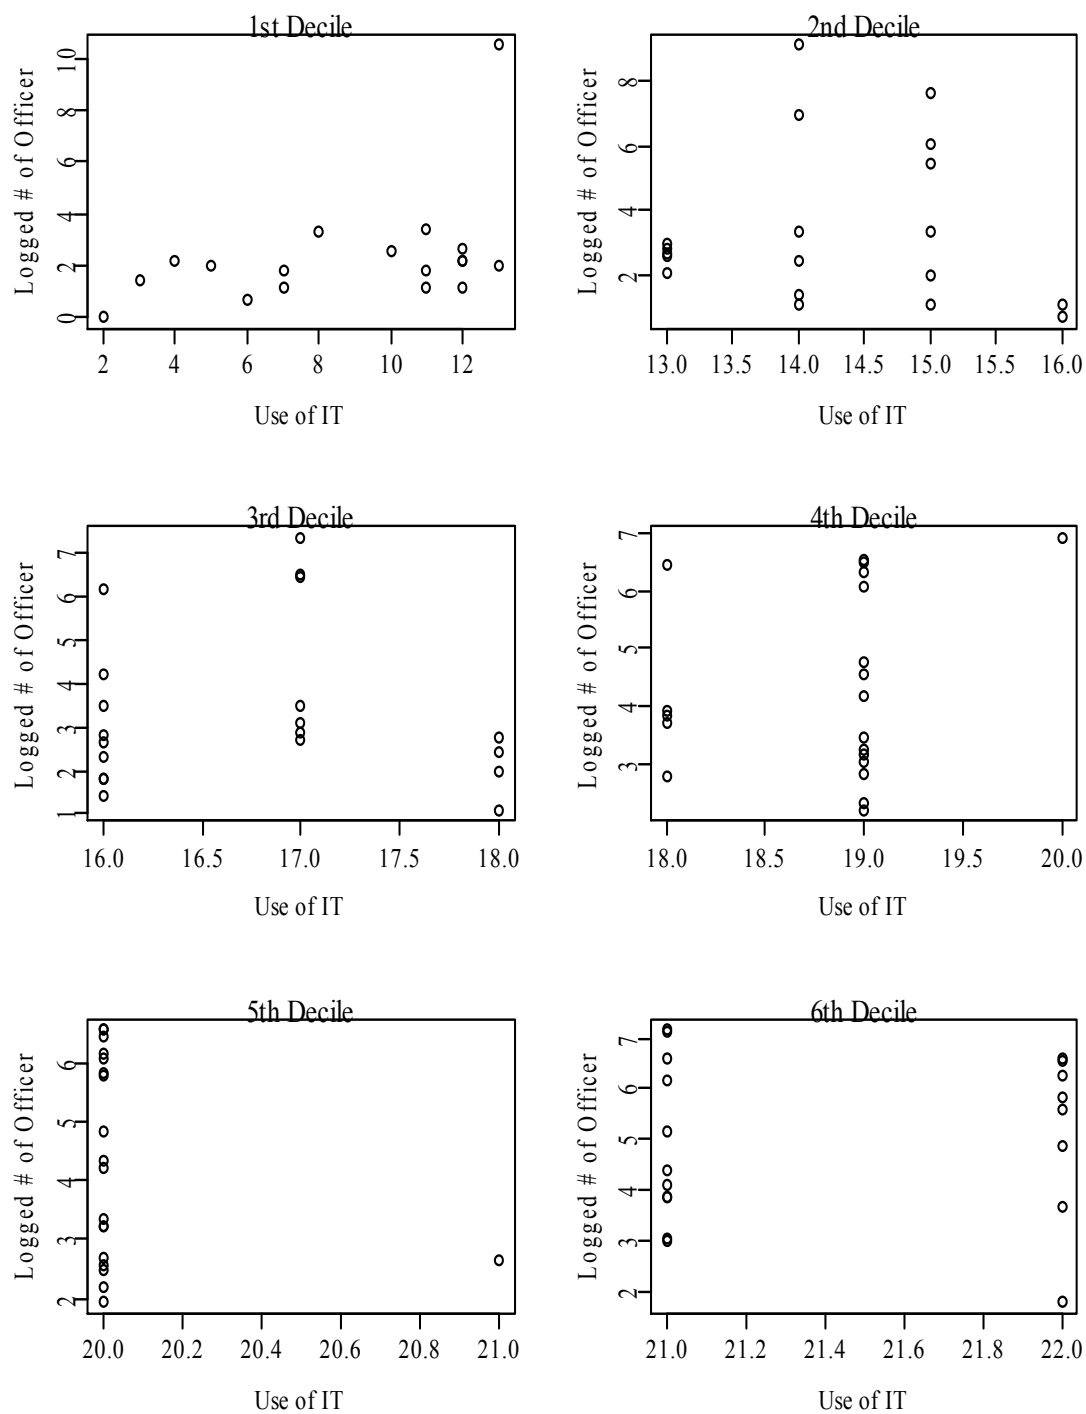 1st Decile
Logged # of Officer
0 2 4 6 8 10
2 4 6 8 10 12
Use of IT
2nd Decile
Logged # of Officer
2 4 6 8
13.0 13.5 14.0 14.5 15.0 15.5 16.0
Use of IT
3rd Decile
Logged # of Officer
1 2 3 4 5 6 7
16.0 16.5 17.0 17.5 18.0
Use of IT
4th Decile
Logged # of Officer
3 4 5 6 7
18.0 18.5 19.0 19.5 20.0
Use of IT
5th Decile
Logged # of Officer
2 3 4 5 6
20.0 20.2 20.4 20.6 20.8 21.0
Use of IT
6th Decile
Logged # of Officer
2 3 4 5 6 7
21.0 21.2 21.4 21.6 21.8 22.0
Use of IT